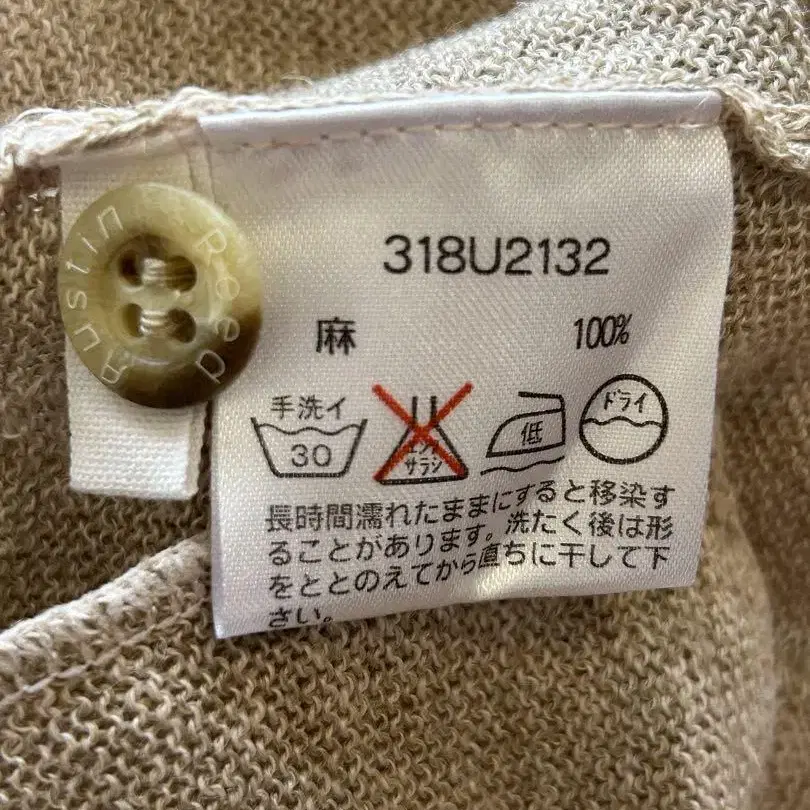 318U2132
麻 100%
手洗イ
30
エンソ
サラシ
低
ドライ
長時間濡れたままにすると移染す
ることがあります。洗たく後は形
をととのえてから直ちに干して下
さい。
Austin Reed